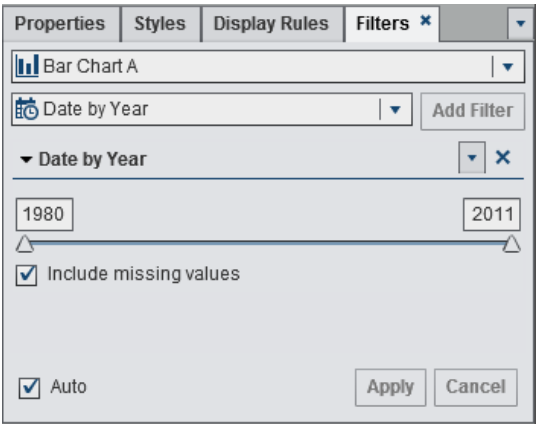 Properties Styles Display Rules Filters
Bar Chart A
Date by Year Add Filter
Date by Year
1980 2011
Include missing values
Auto Apply Cancel